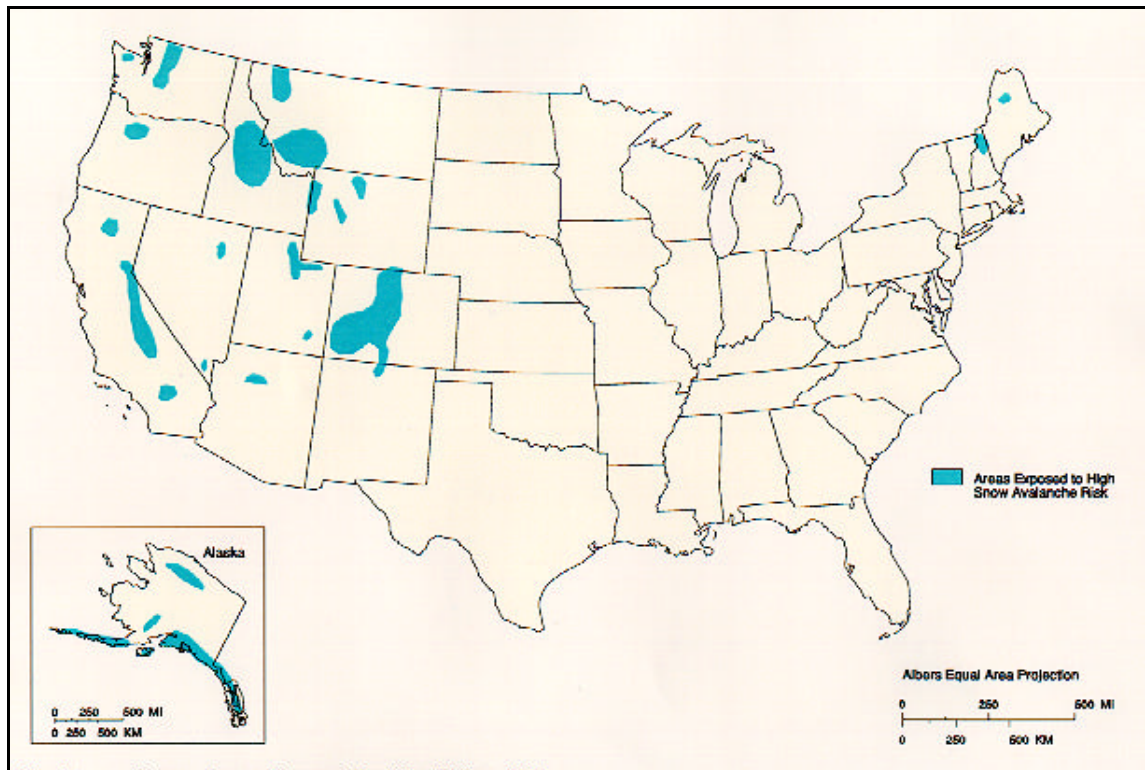 Areas Exposed to High
Snow Avalanche Risk
Alaska
0 250 500 MI
0 250 500 KM
Albers Equal Area Projection
0 250 500 MI
0 250 500 KM